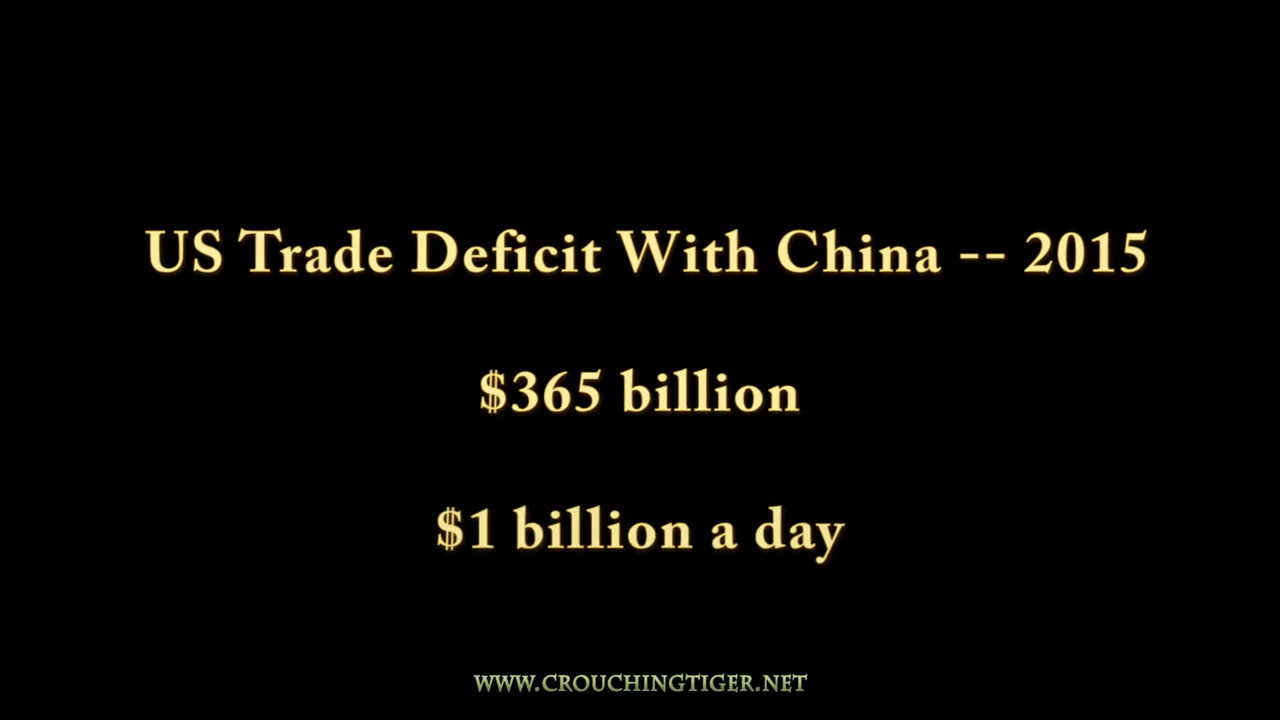 US Trade Deficit With China -- 2015
$365 billion
$1 billion a day
WWW.CROUCHINGTIGER.NET